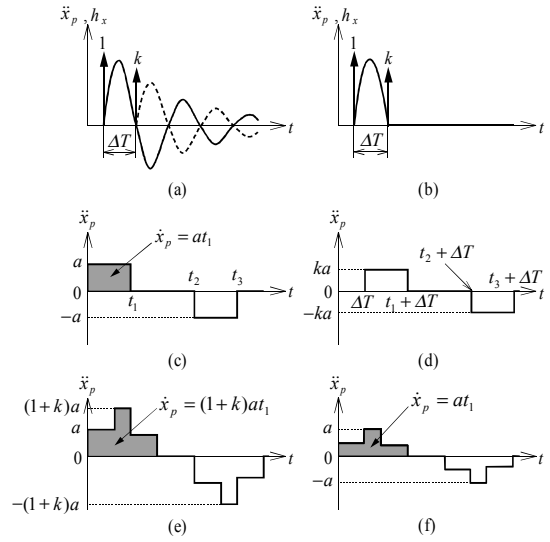 ẍₚ , hₓ
1
k
t
ΔT
(a)
ẍₚ
1
k
t
ΔT
(b)
ẍₚ
a
0
−a
ẋₚ = at₁
t₁
t₂
t₃
t
(c)
ẍₚ
ka
0
−ka
ΔT
t₁ + ΔT
t₂ + ΔT
t₃ + ΔT
t
(d)
ẍₚ
(1+k)a
a
0
−(1+k)a
ẋₚ = (1+k)at₁
t
(e)
ẍₚ
a
0
−a
ẋₚ = at₁
t
(f)